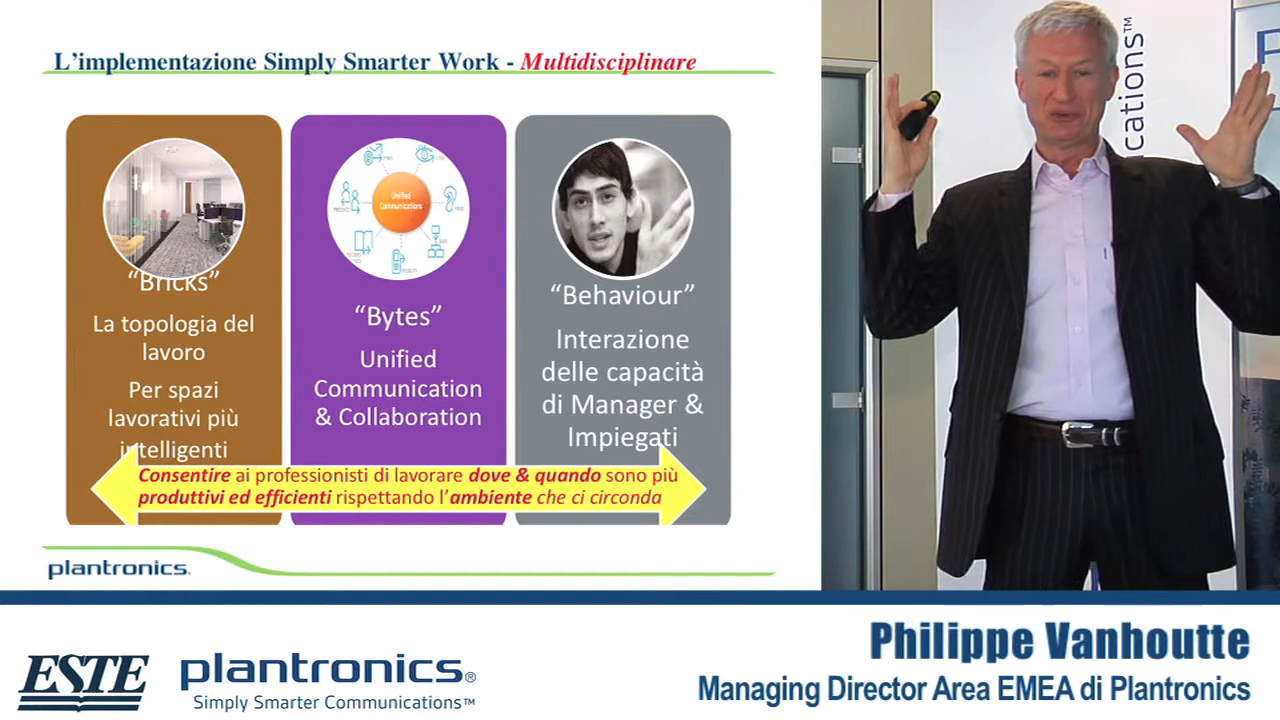 L'implementazione Simply Smarter Work - Multidisciplinare
Unified
Communications
"Bricks"
La topologia del
lavoro
Per spazi
lavorativi più
intelligenti
"Bytes"
Unified
Communication
& Collaboration
"Behaviour"
Interazione
delle capacità
di Manager &
Impiegati
Consentire ai professionisti di lavorare dove & quando sono più
produttivi ed efficienti rispettando l'ambiente che ci circonda
plantronics.
ications™
ESTE
plantronics®
Simply Smarter Communications™
Philippe Vanhoutte
Managing Director Area EMEA di Plantronics